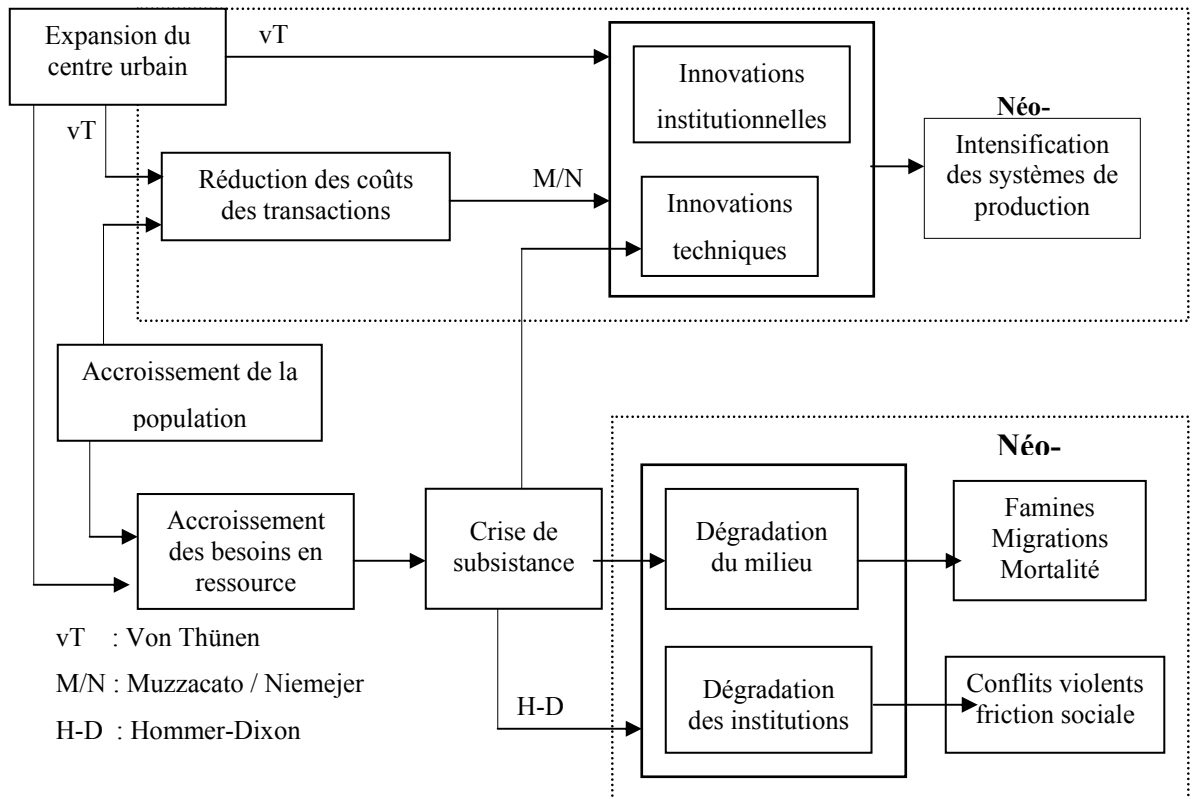 Expansion du
centre urbain
vT
vT
Réduction des coûts
des transactions
M/N
Innovations
institutionnelles
Innovations
techniques
Néo-
Intensification
des systèmes de
production
Accroissement de la
population
Accroissement
des besoins en
ressource
Crise de
subsistance
H-D
Néo-
Dégradation
du milieu
Dégradation
des institutions
Famines
Migrations
Mortalité
Conflits violents
friction sociale
vT : Von Thünen
M/N : Muzzacato / Niemejer
H-D : Hommer-Dixon